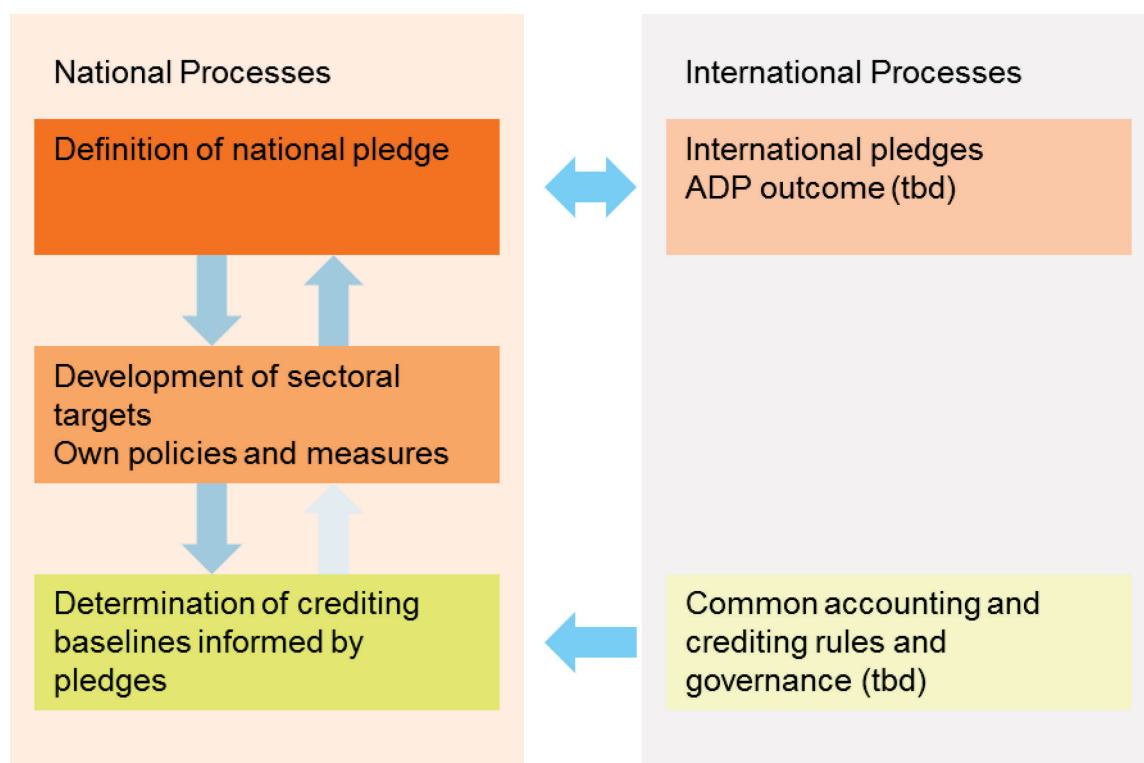 National Processes
Definition of national pledge
Development of sectoral
targets
Own policies and measures
Determination of crediting
baselines informed by
pledges
International Processes
International pledges
ADP outcome (tbd)
Common accounting and
crediting rules and
governance (tbd)